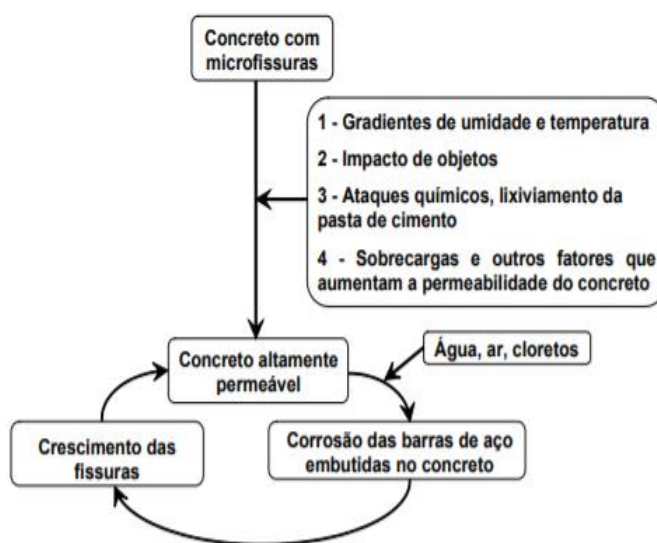 Concreto com
microfissuras
1 - Gradientes de umidade e temperatura
2 - Impacto de objetos
3 - Ataques químicos, lixiviamento da
pasta de cimento
4 - Sobrecargas e outros fatores que
aumentam a permeabilidade do concreto
Concreto altamente
permeável
Água, ar, cloretos
Crescimento das
fissuras
Corrosão das barras de aço
embutidas no concreto